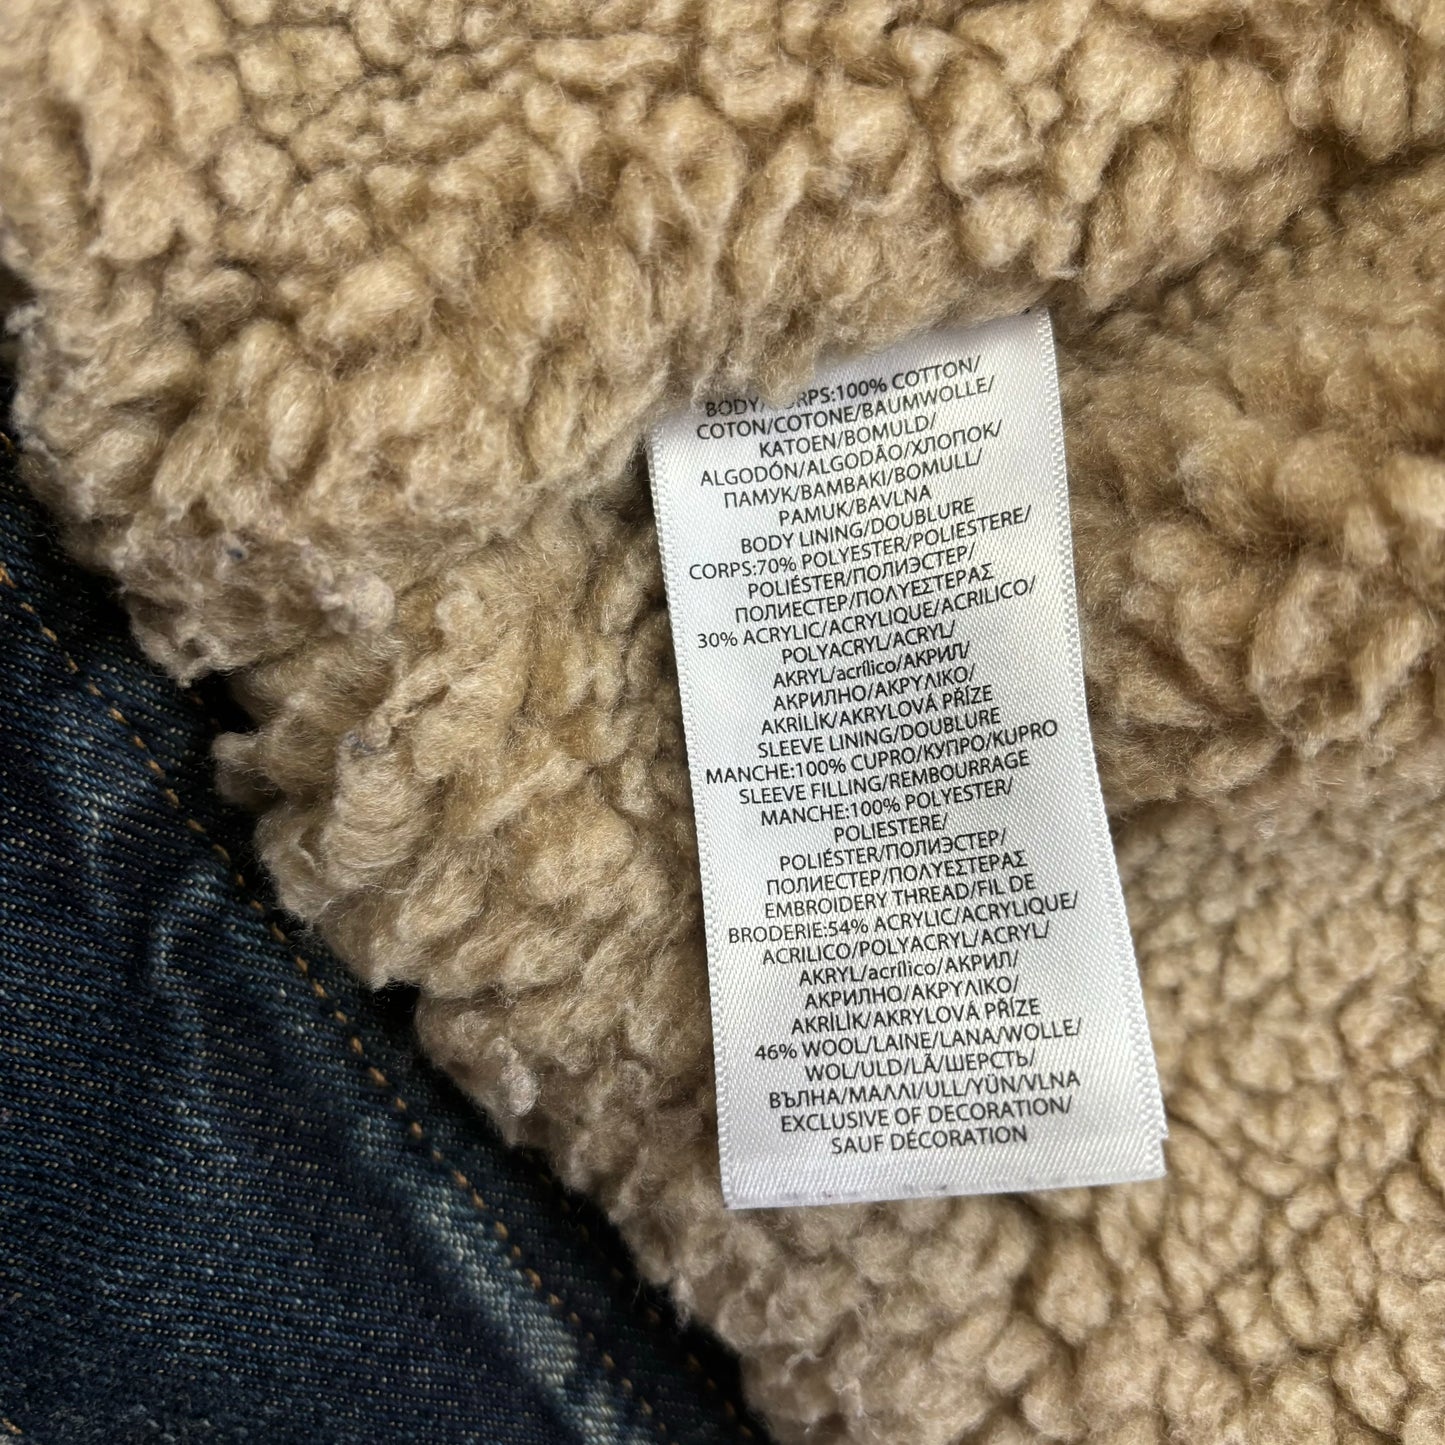 BODY/CORPS:100% COTTON/
COTON/COTONE/BAUMWOLLE/
KATOEN/BOMULD/
ALGODÓN/ALGODÃO/ХЛОПОК/
ПАМУК/ΒΑΜΒΑΚΙ/BOMULL/
PAMUK/BAVLNA
BODY LINING/DOUBLURE
CORPS:70% POLYESTER/POLIESTERE/
POLIÉSTER/ПОЛИЭСТЕР/
ПОЛИЕСТЕР/ΠΟΛΥΕΣΤΕΡΑΣ
30% ACRYLIC/ACRYLIQUE/ACRILICO/
POLYACRYL/ACRYL/
AKRYL/acrílico/АКРИЛ/
АКРИЛНО/ΑΚΡΥΛΙΚΟ/
AKRİLİK/AKRYLOVÁ PŘÍZE
SLEEVE LINING/DOUBLURE
MANCHE:100% CUPRO/КУПРО/KUPRO
SLEEVE FILLING/REMBOURRAGE
MANCHE:100% POLYESTER/
POLIESTERE/
POLIÉSTER/ПОЛИЭСТЕР/
ПОЛИЕСТЕР/ΠΟΛΥΕΣΤΕΡΑΣ
EMBROIDERY THREAD/FIL DE
BRODERIE:54% ACRYLIC/ACRYLIQUE/
ACRILICO/POLYACRYL/ACRYL/
AKRYL/acrílico/АКРИЛ/
АКРИЛНО/ΑΚΡΥΛΙΚΟ/
AKRİLİK/AKRYLOVÁ PŘÍZE
46% WOOL/LAINE/LANA/WOLLE/
WOL/ULD/LÃ/ШЕРСТЬ/
ВЪЛНА/ΜΑΛΛΙ/ULL/YÜN/VLNA
EXCLUSIVE OF DECORATION/
SAUF DÉCORATION